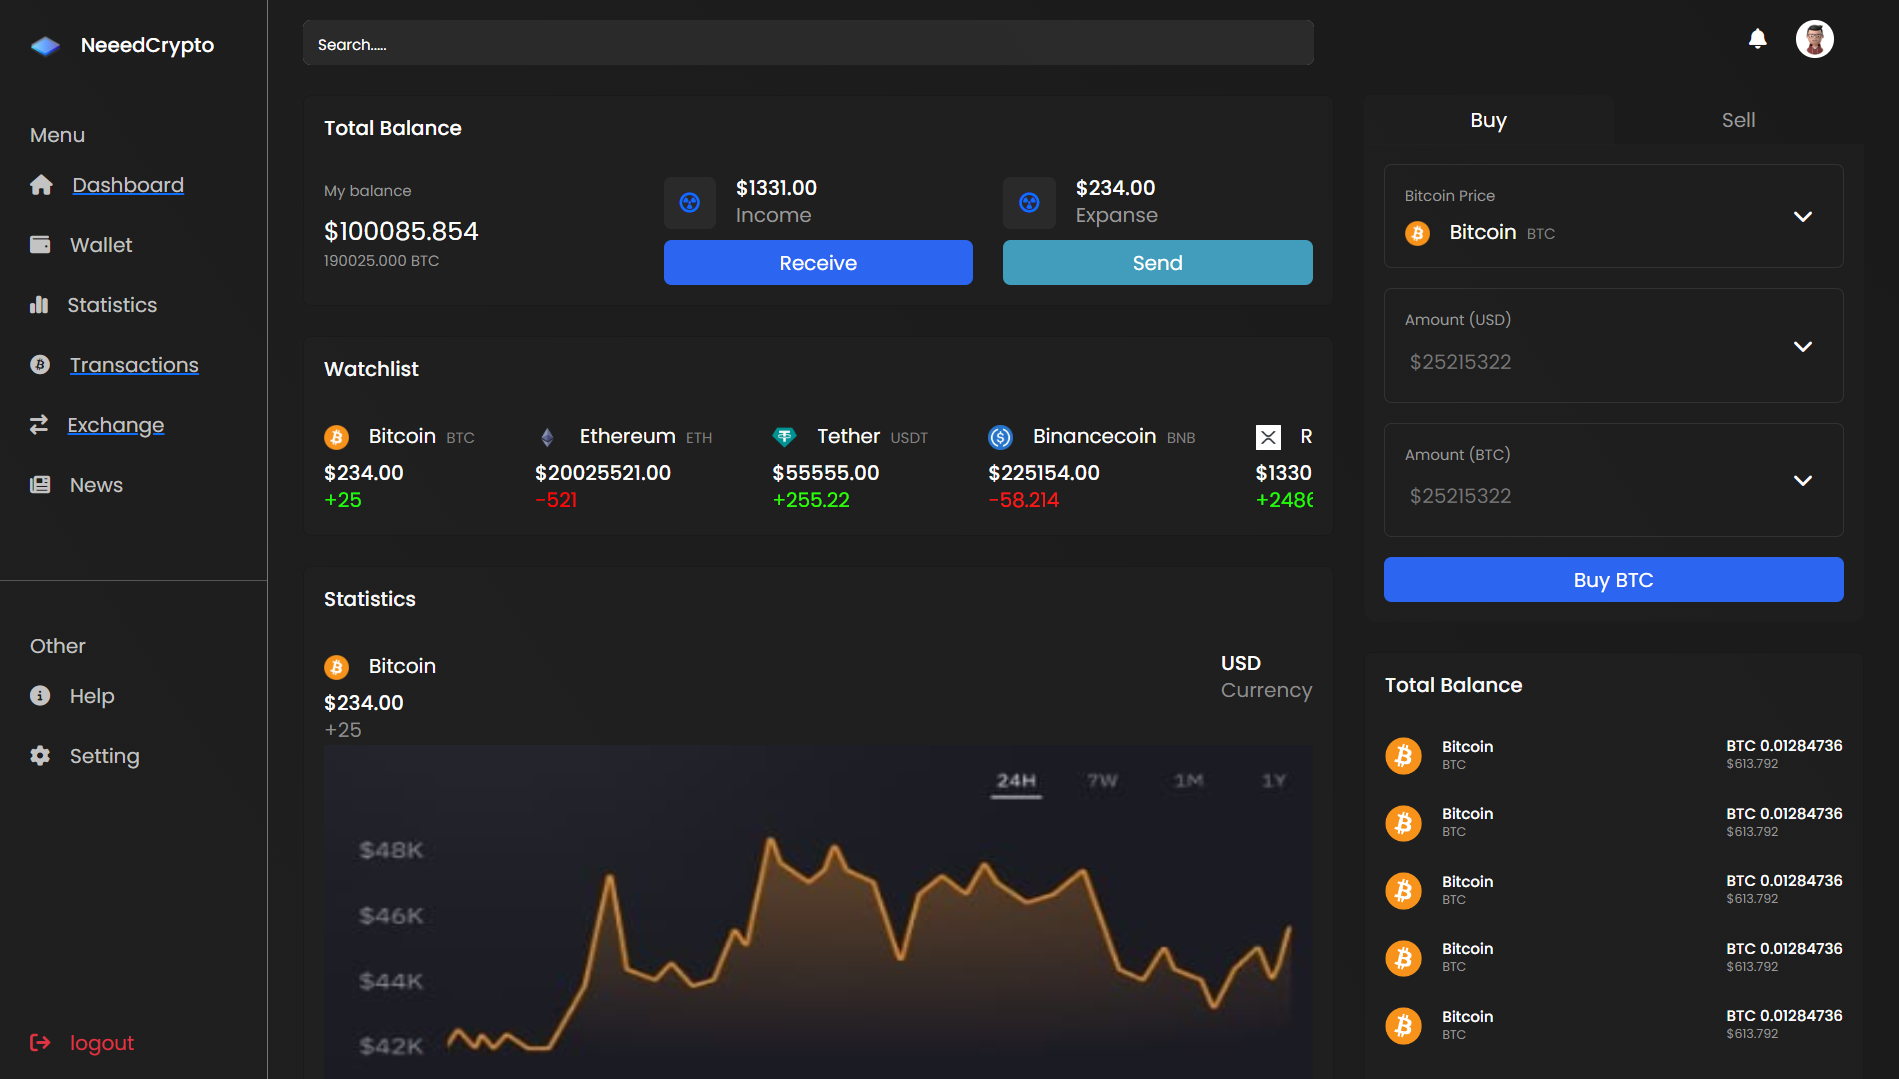 NeeedCrypto
Menu
Dashboard
Wallet
Statistics
Transactions
Exchange
News
Other
Help
Setting
logout
Search.....
Total Balance
My balance
$100085.854
190025.000 BTC
$1331.00
Income
Receive
$234.00
Expanse
Send
Watchlist
Bitcoin BTC
$234.00
+25
Ethereum ETH
$20025521.00
-521
Tether USDT
$55555.00
+255.22
Binancecoin BNB
$225154.00
-58.214
R
$1330
+2486
Statistics
Bitcoin
$234.00
+25
USD
Currency
24H 7W 1M 1Y
$48K
$46K
$44K
$42K
Buy Sell
Bitcoin Price
Bitcoin BTC
Amount (USD)
$25215322
Amount (BTC)
$25215322
Buy BTC
Total Balance
Bitcoin BTC 0.01284736
BTC $613.792
Bitcoin BTC 0.01284736
BTC $613.792
Bitcoin BTC 0.01284736
BTC $613.792
Bitcoin BTC 0.01284736
BTC $613.792
Bitcoin BTC 0.01284736
BTC $613.792